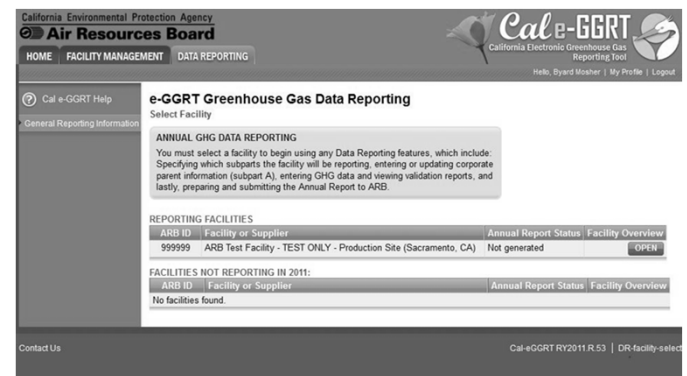 California Environmental Protection Agency
Air Resources Board
Cal e-GGRT
California Electronic Greenhouse Gas
Reporting Tool
HOME FACILITY MANAGEMENT DATA REPORTING
Hello, Byard Mosher | My Profile | Logout
? Cal e-GGRT Help
General Reporting Information
e-GGRT Greenhouse Gas Data Reporting
Select Facility
ANNUAL GHG DATA REPORTING
You must select a facility to begin using any Data Reporting features, which include:
Specifying which subparts the facility will be reporting, entering or updating corporate
parent information (subpart A), entering GHG data and viewing validation reports, and
lastly, preparing and submitting the Annual Report to ARB.
REPORTING FACILITIES
ARB ID Facility or Supplier Annual Report Status Facility Overview
999999 ARB Test Facility - TEST ONLY - Production Site (Sacramento, CA) Not generated OPEN
FACILITIES NOT REPORTING IN 2011:
ARB ID Facility or Supplier Annual Report Status Facility Overview
No facilities found.
Contact Us Cal-eGGRT RY2011.R.53 | DR-facility-select